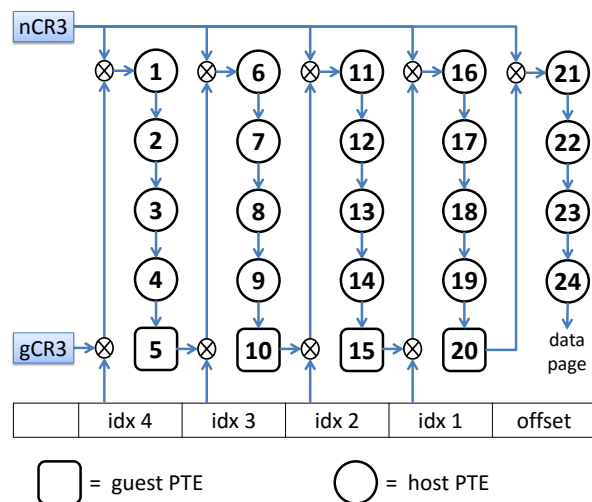 nCR3
1 6 11 16 21
2 7 12 17 22
3 8 13 18 23
4 9 14 19 24
gCR3 5 10 15 20 data
page
idx 4 idx 3 idx 2 idx 1 offset
= guest PTE = host PTE